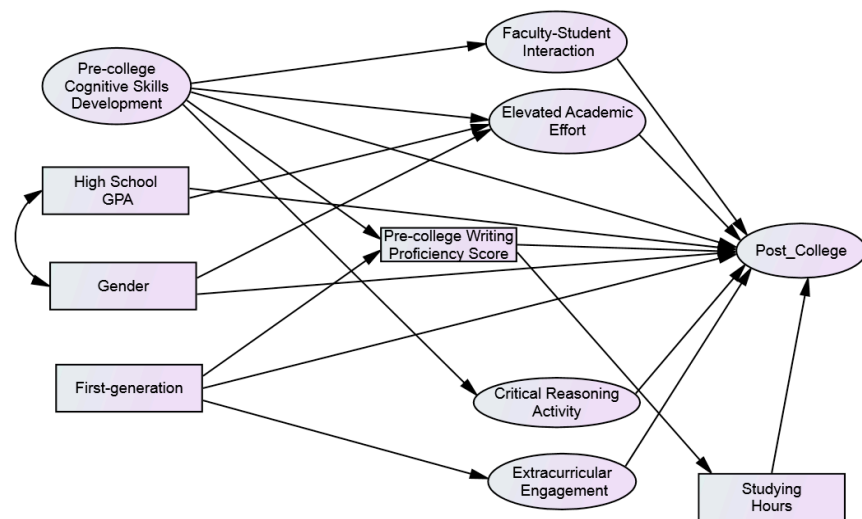 Faculty-Student
Interaction
Pre-college
Cognitive Skills
Development
Elevated Academic
Effort
High School
GPA
Pre-college Writing
Proficiency Score
Post_College
Gender
First-generation
Critical Reasoning
Activity
Extracurricular
Engagement
Studying
Hours